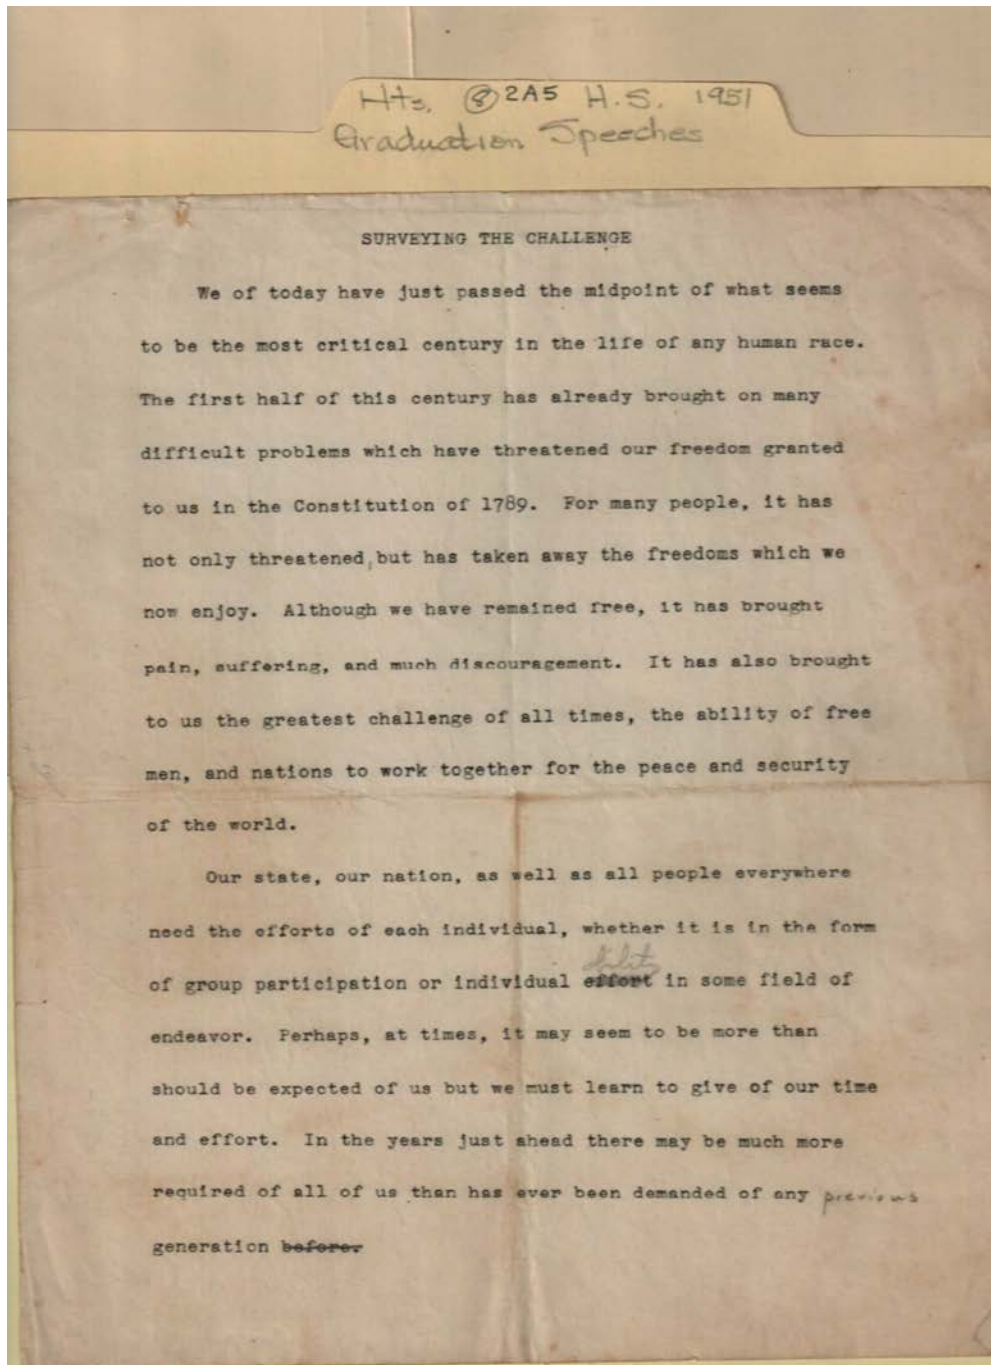 Hts. 8 2A5 H.S. 1951
Graduation Speeches
SURVEYING THE CHALLENGE
We of today have just passed the midpoint of what seems
to be the most critical century in the life of any human race.
The first half of this century has already brought on many
difficult problems which have threatened our freedom granted
to us in the Constitution of 1789. For many people, it has
not only threatened, but has taken away the freedoms which we
now enjoy. Although we have remained free, it has brought
pain, suffering, and much discouragement. It has also brought
to us the greatest challenge of all times, the ability of free
men, and nations to work together for the peace and security
of the world.
Our state, our nation, as well as all people everywhere
need the efforts of each individual, whether it is in the form
ability
of group participation or individual effort in some field of
endeavor. Perhaps, at times, it may seem to be more than
should be expected of us but we must learn to give of our time
and effort. In the years just ahead there may be much more
required of all of us than has ever been demanded of any previous
generation before.